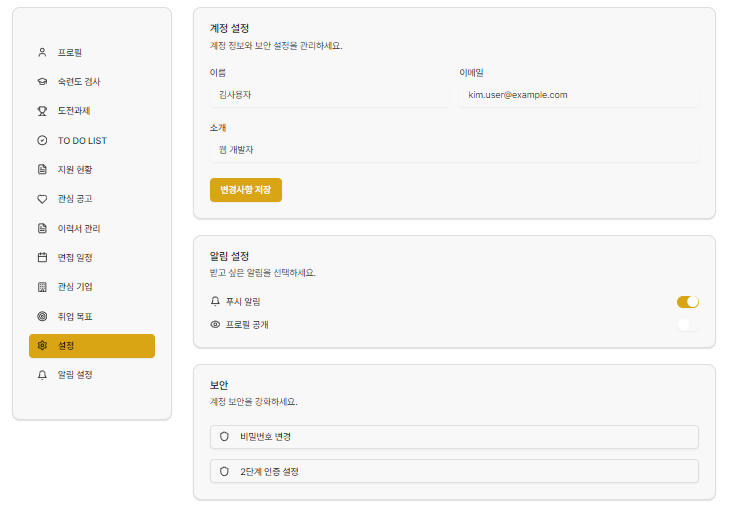 프로필
숙련도 검사
도전과제
TO DO LIST
지원 현황
관심 공고
이력서 관리
면접 일정
관심 기업
취업 목표
설정
알림 설정
계정 설정
계정 정보와 보안 설정을 관리하세요.
이름
이메일
김사용자
kim.user@example.com
소개
웹 개발자
변경사항 저장
알림 설정
받고 싶은 알림을 선택하세요.
푸시 알림
프로필 공개
보안
계정 보안을 강화하세요.
비밀번호 변경
2단계 인증 설정